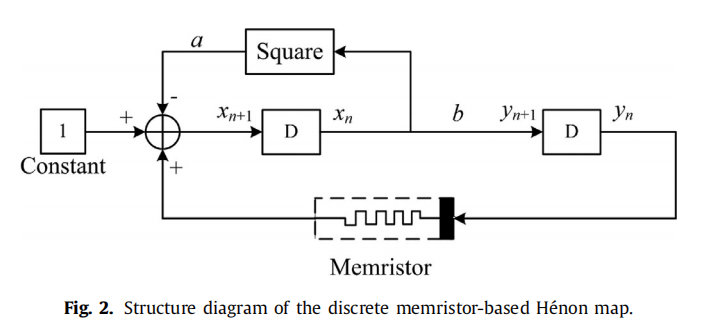 a
Square
-
1
+
xₙ₊₁
D
xₙ
b
yₙ₊₁
D
yₙ
Constant
+
Memristor
Fig. 2. Structure diagram of the discrete memristor-based Hénon map.